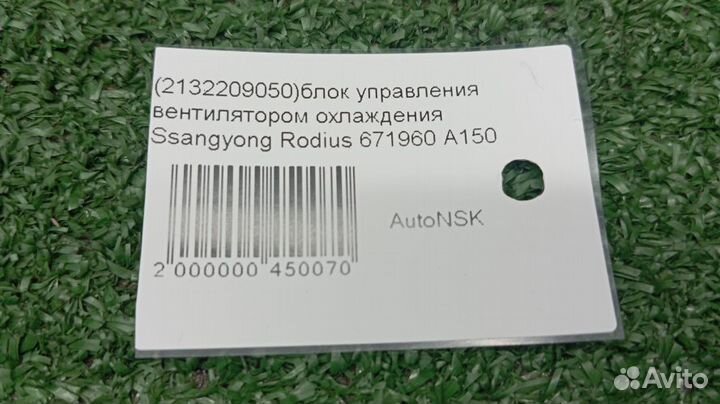 (2132209050)блок управления
вентилятором охлаждения
Ssangyong Rodius 671960 A150
AutoNSK
2 000000 450070
Avito